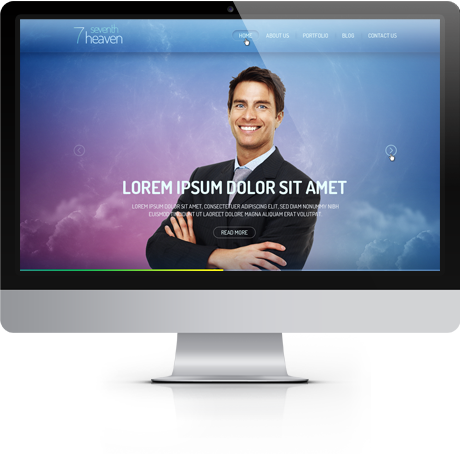 7 seventh heaven
HOME ABOUT US PORTFOLIO BLOG CONTACT US
LOREM IPSUM DOLOR SIT AMET
LOREM IPSUM DOLOR SIT AMET, CONSECTETUER ADIPISCING ELIT, SED DIAM NONUMMY NIBH
EUISMOD TINCIDUNT UT LAOREET DOLORE MAGNA ALIQUAM ERAT VOLUTPAT
READ MORE